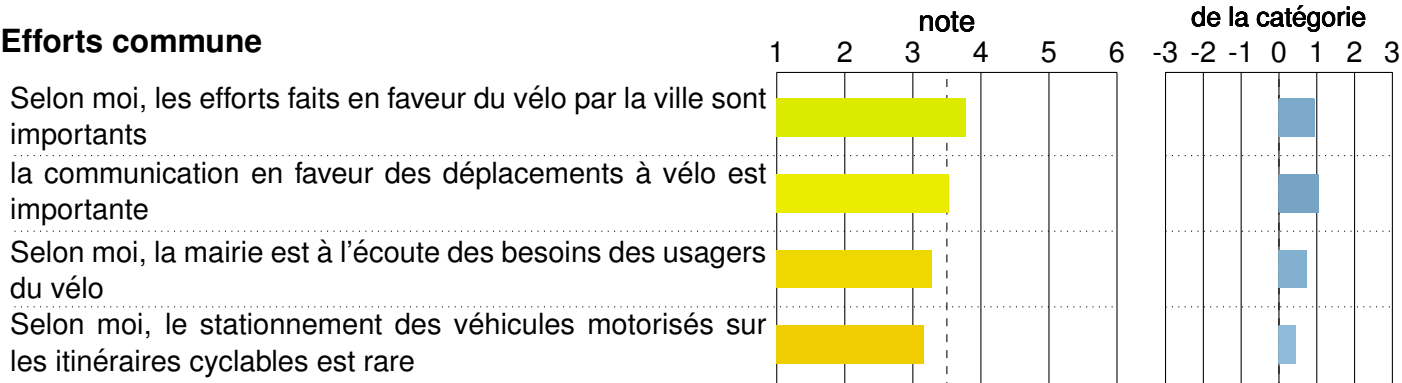 note
de la catégorie
Efforts commune
1 2 3 4 5 6
-3 -2 -1 0 1 2 3
Selon moi, les efforts faits en faveur du vélo par la ville sont
importants
la communication en faveur des déplacements à vélo est
importante
Selon moi, la mairie est à l'écoute des besoins des usagers
du vélo
Selon moi, le stationnement des véhicules motorisés sur
les itinéraires cyclables est rare